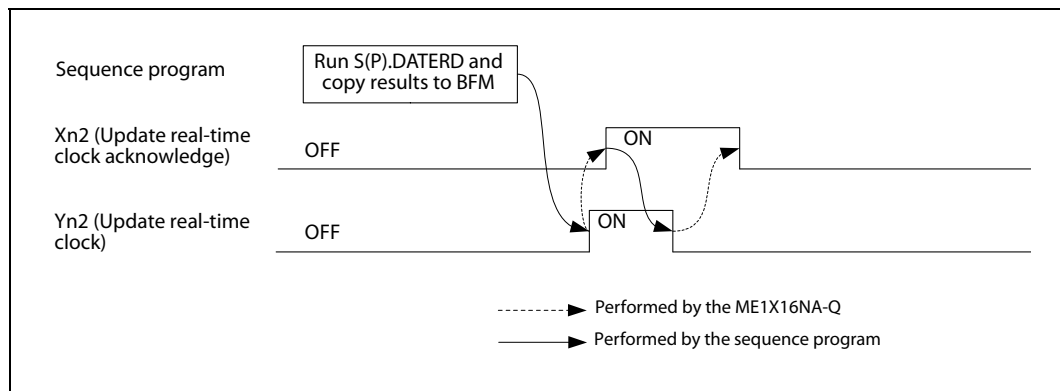 Sequence program
Run S(P).DATERD and
copy results to BFM
Xn2 (Update real-time
clock acknowledge)
OFF
ON
Yn2 (Update real-time
clock)
OFF
ON
Performed by the ME1X16NA-Q
Performed by the sequence program